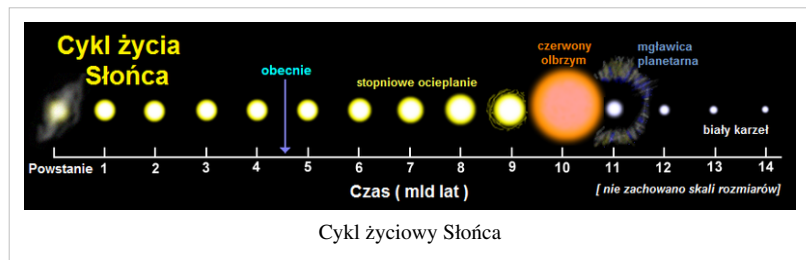 Cykl życia
Słońca
obecnie
stopniowe ocieplanie
czerwony
olbrzym
mgławica
planetarna
biały karzeł
Powstanie 1 2 3 4 5 6 7 8 9 10 11 12 13 14
Czas ( mld lat )
[ nie zachowano skali rozmiarów]
Cykl życiowy Słońca